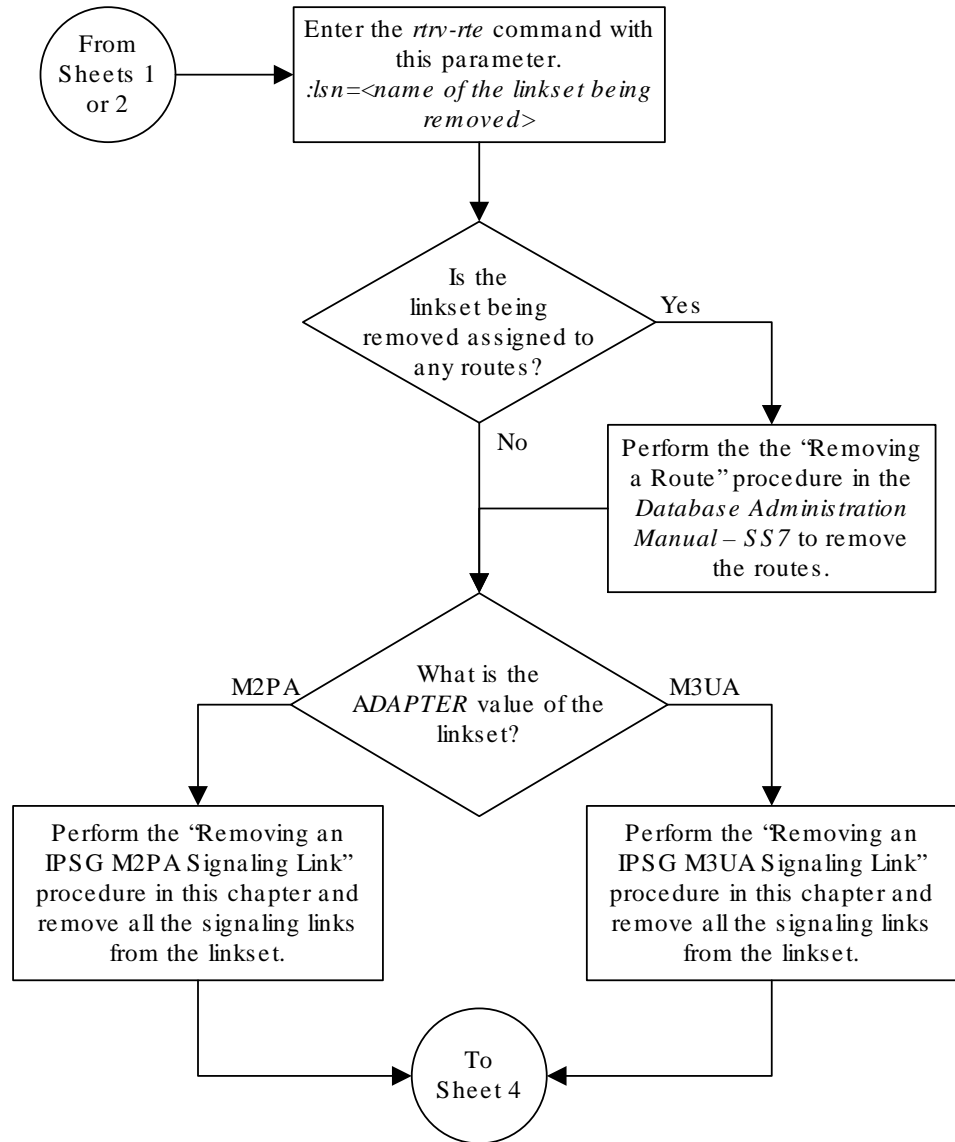 From
Sheets 1
or 2
Enter the rtrv-rte command with
this parameter.
:lsn=<name of the linkset being
removed>
Is the
linkset being
removed assigned to
any routes?
Yes
No
Perform the the “Removing
a Route” procedure in the
Database Administration
Manual – SS7 to remove
the routes.
What is the
ADAPTER value of the
linkset?
M2PA
M3UA
Perform the “Removing an
IPSG M2PA Signaling Link”
procedure in this chapter and
remove all the signaling links
from the linkset.
Perform the “Removing an
IPSG M3UA Signaling Link”
procedure in this chapter and
remove all the signaling links
from the linkset.
To
Sheet 4